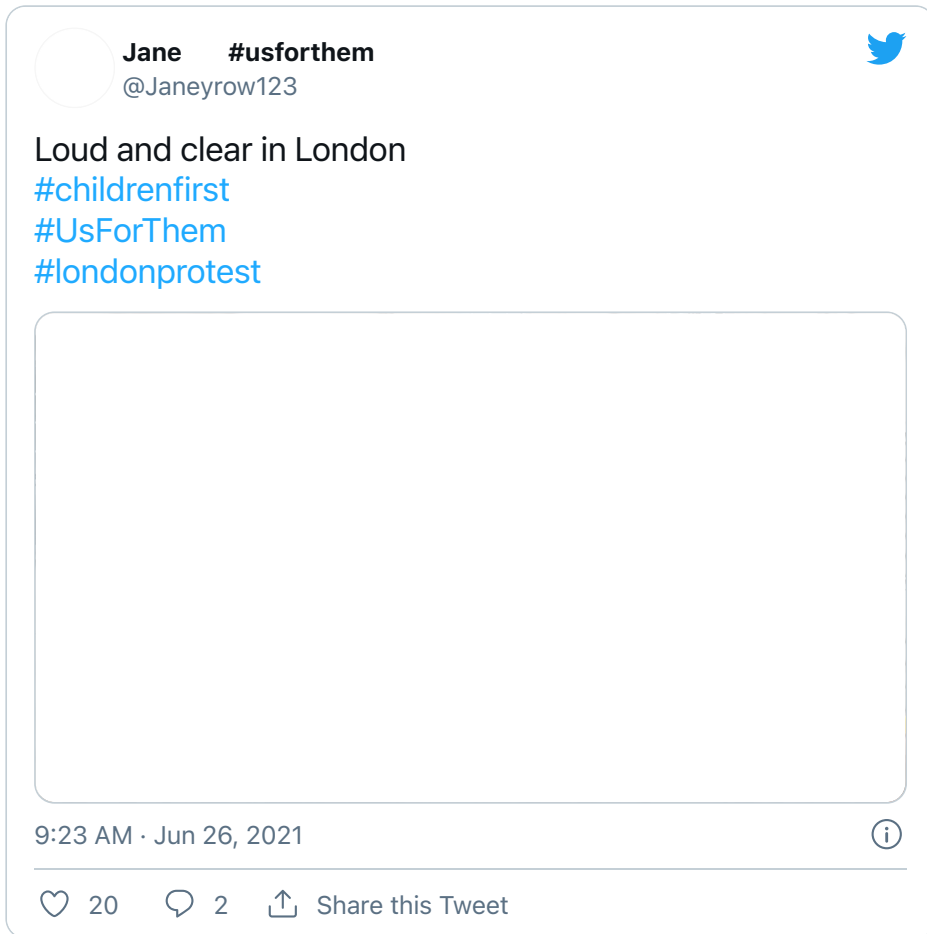 Jane #usforthem
@Janeyrow123
Loud and clear in London
#childrenfirst
#UsForThem
#londonprotest
9:23 AM · Jun 26, 2021
20 2 Share this Tweet